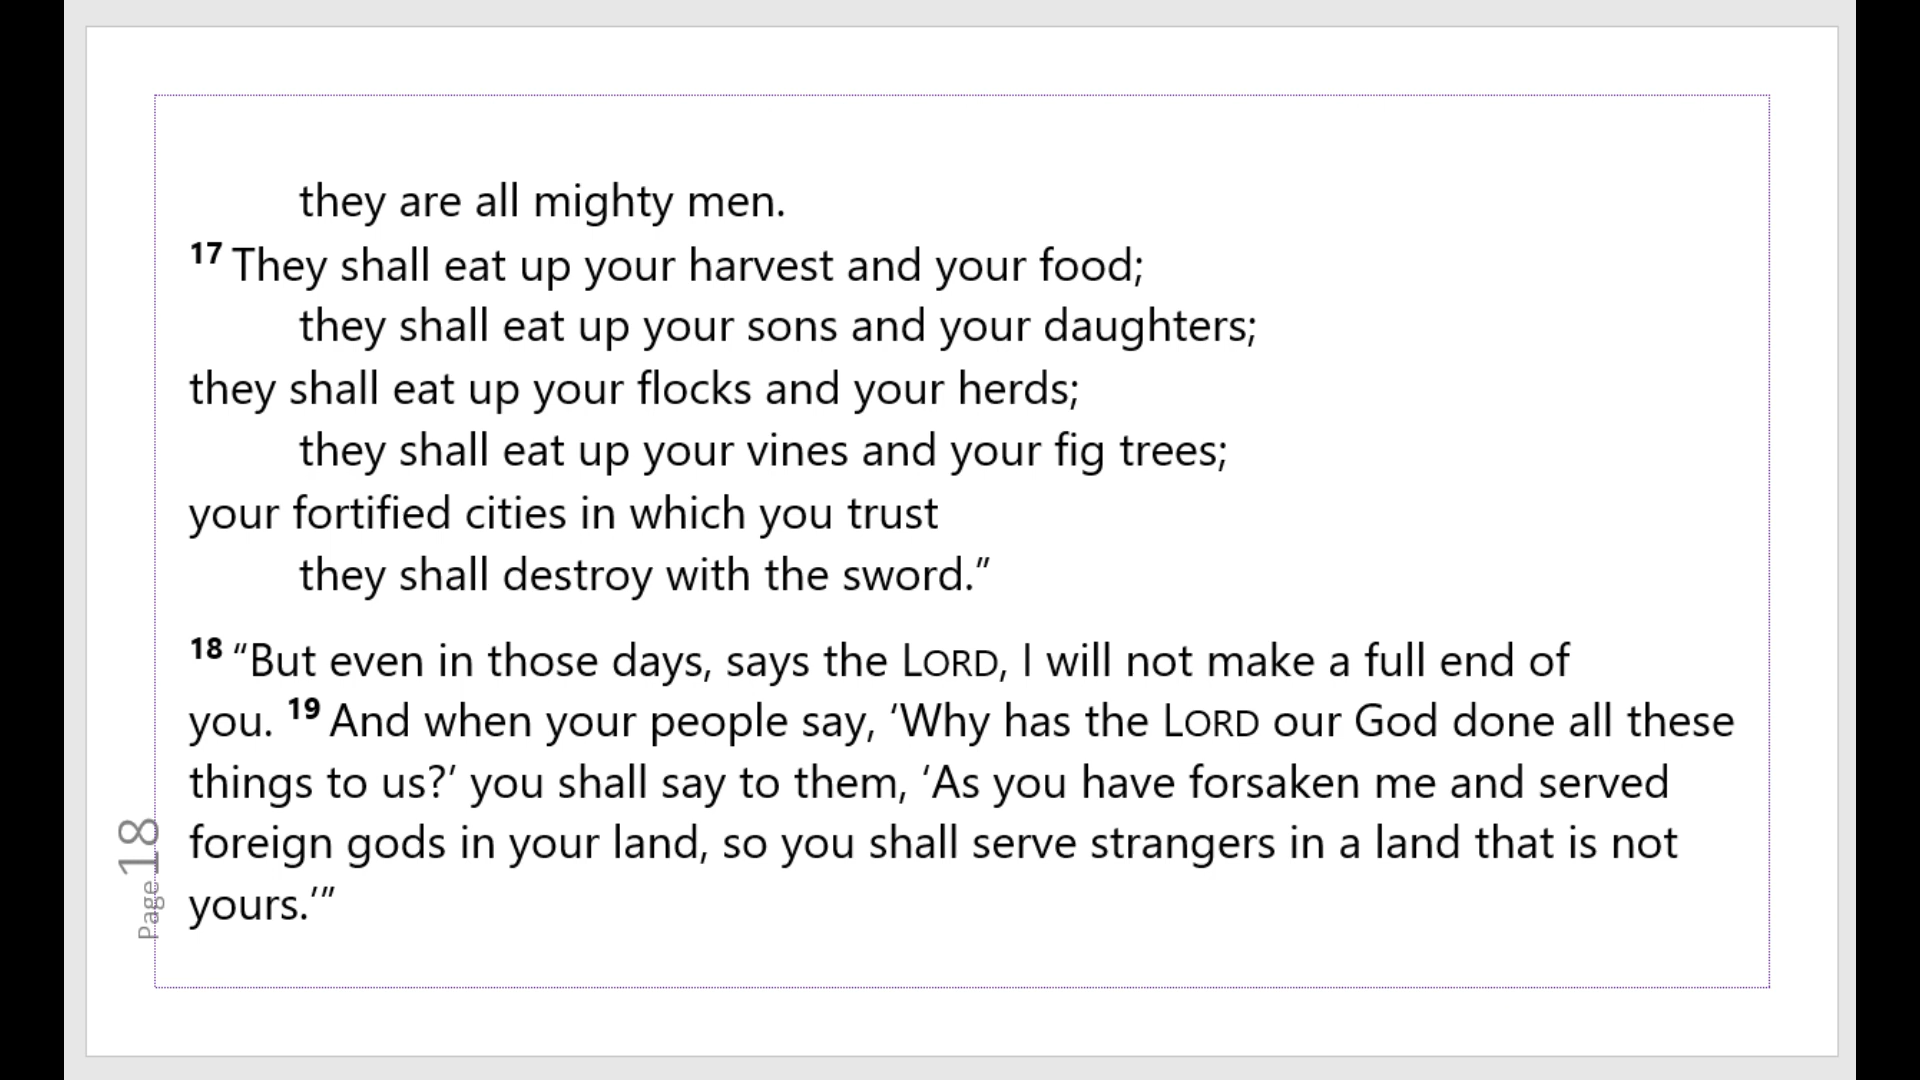 they are all mighty men.
17 They shall eat up your harvest and your food;
they shall eat up your sons and your daughters;
they shall eat up your flocks and your herds;
they shall eat up your vines and your fig trees;
your fortified cities in which you trust
they shall destroy with the sword.”
18 “But even in those days, says the LORD, I will not make a full end of
you. 19 And when your people say, ‘Why has the LORD our God done all these
things to us?’ you shall say to them, ‘As you have forsaken me and served
foreign gods in your land, so you shall serve strangers in a land that is not
yours.’”
Page 18